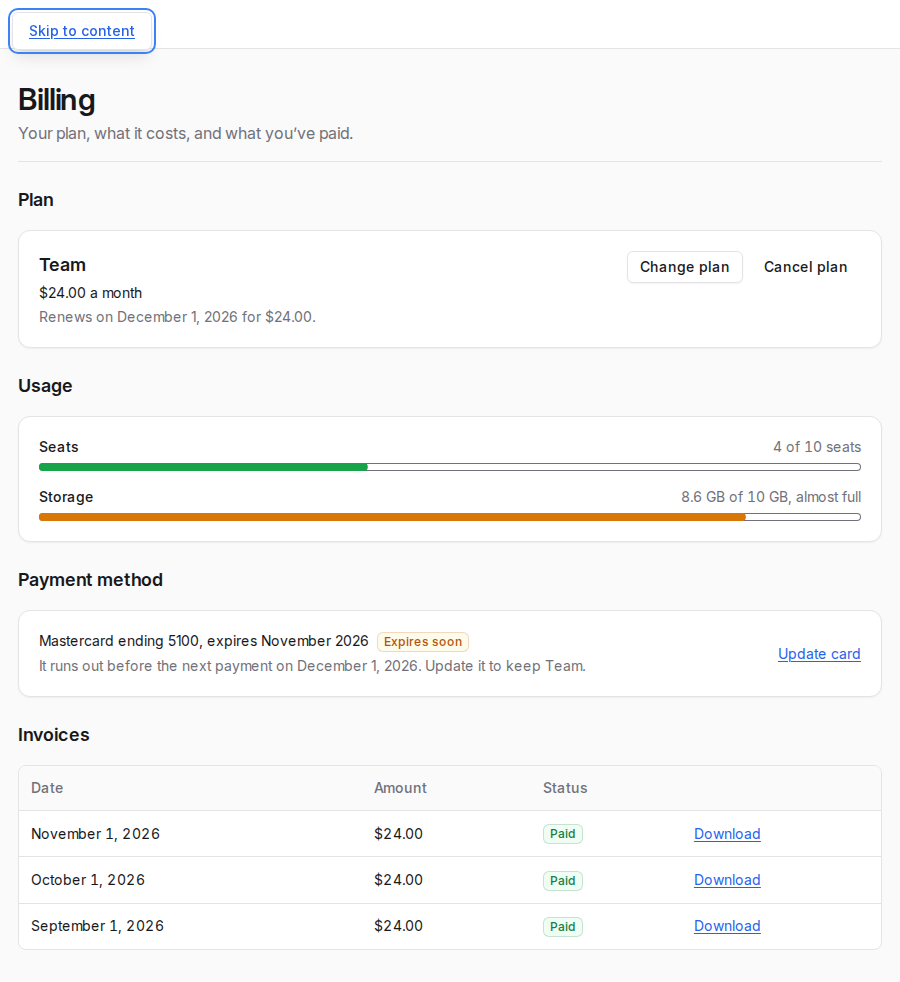 Skip to content
Billing
Your plan, what it costs, and what you’ve paid.
Plan
Team
Change plan
Cancel plan
$24.00 a month
Renews on December 1, 2026 for $24.00.
Usage
Seats 4 of 10 seats
Storage 8.6 GB of 10 GB, almost full
Payment method
Mastercard ending 5100, expires November 2026 Expires soon
It runs out before the next payment on December 1, 2026. Update it to keep Team.
Update card
Invoices
Date Amount Status
November 1, 2026 $24.00 Paid Download
October 1, 2026 $24.00 Paid Download
September 1, 2026 $24.00 Paid Download